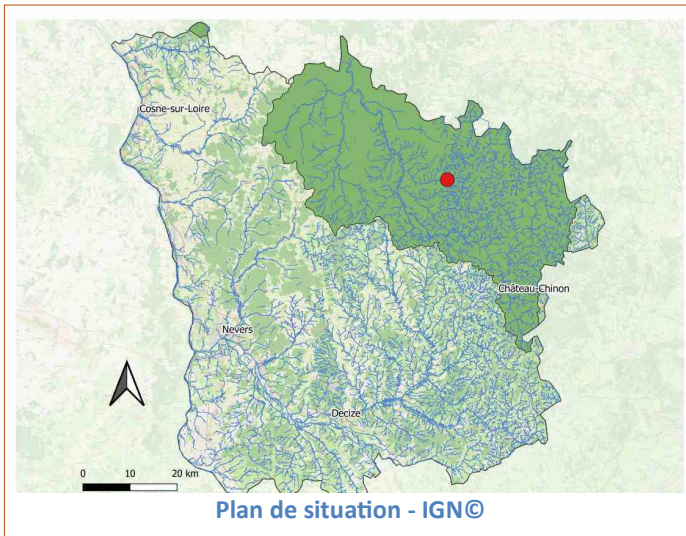 Cosne-sur-Loire
Château-Chinon
Nevers
Decize
0 10 20 km
Plan de situation - IGN©